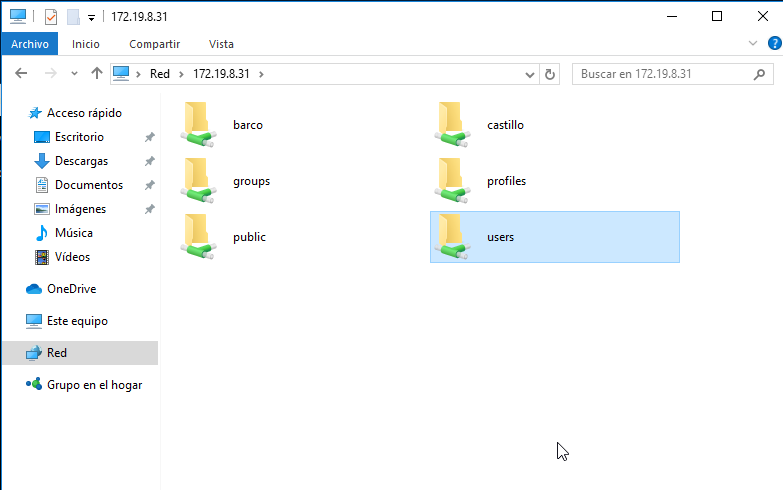 172.19.8.31
Archivo Inicio Compartir Vista
Red 172.19.8.31
Buscar en 172.19.8.31
Acceso rápido
Escritorio
Descargas
Documentos
Imágenes
Música
Vídeos
OneDrive
Este equipo
Red
Grupo en el hogar
barco castillo
groups profiles
public users